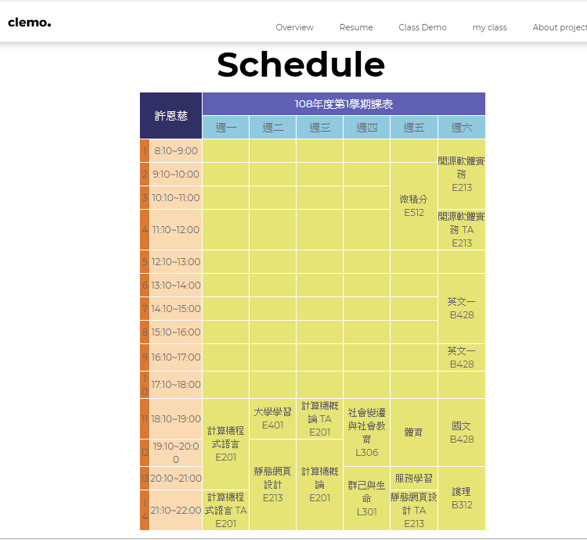 clemo.
Overview Resume Class Demo my class About project
Schedule
許恩慈
108年度第1學期課表
週一 週二 週三 週四 週五 週六
1 8:10~9:00
開源軟體實
務
E213
2 9:10~10:00
微積分
E512
3 10:10~11:00
4 11:10~12:00
開源軟體實
務 TA
E213
5 12:10~13:00
6 13:10~14:00
英文一
B428
7 14:10~15:00
8 15:10~16:00
9 16:10~17:00
英文一
B428
1
0
17:10~18:00
11 18:10~19:00
計算機程
式語言
E201
大學學習
E401
計算機概
論 TA
E201
社會變遷
與社會教
育
L306
體育
國文
B428
12
19:10~20:0
0
靜態網頁
設計
E213
計算機概
論
E201
13 20:10~21:00
群己與生
命
L301
服務學習
護理
B312
1
4
21:10~22:00
計算機程
式語言 TA
E201
靜態網頁設
計 TA
E213